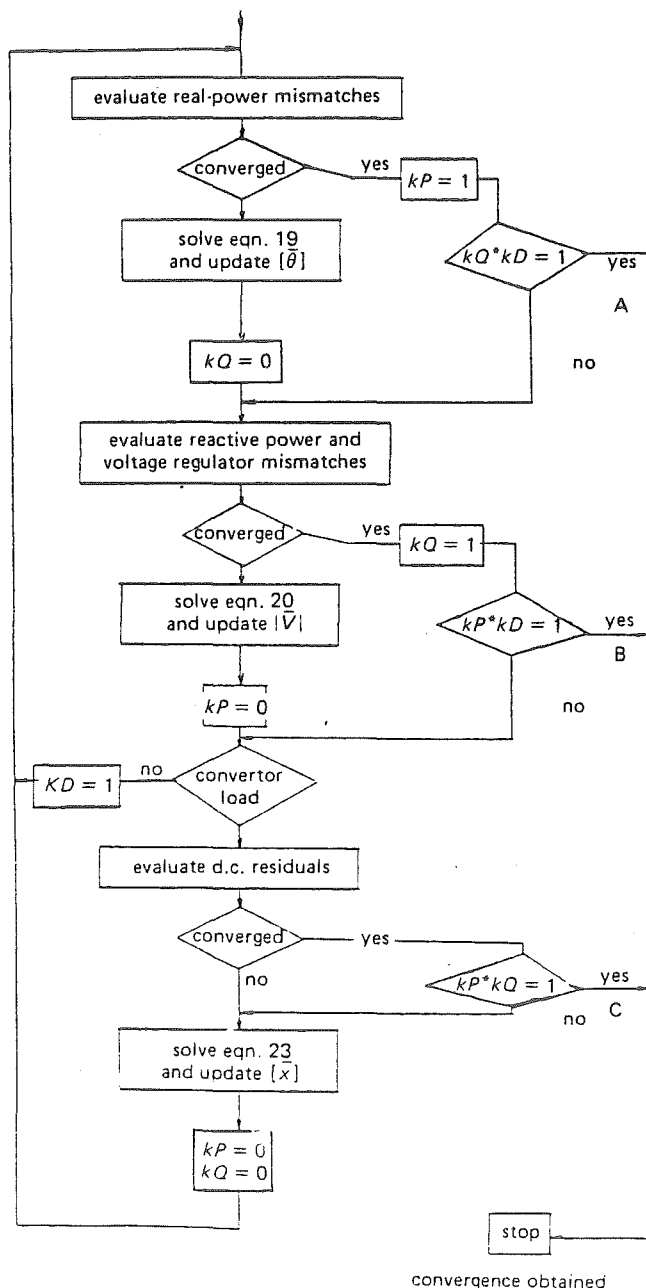 evaluate real-power mismatches
converged
yes
kP = 1
solve eqn. 19
and update [θ̄]
kQ*kD = 1
yes
A
kQ = 0
no
evaluate reactive power and
voltage regulator mismatches
converged
yes
kQ = 1
solve eqn. 20
and update |V̄|
kP*kD = 1
yes
B
kP = 0
no
KD = 1
no
convertor
load
evaluate d.c. residuals
converged
yes
no
kP*kQ = 1
yes
no
C
solve eqn. 23
and update [x̄]
kP = 0
kQ = 0
stop
convergence obtained